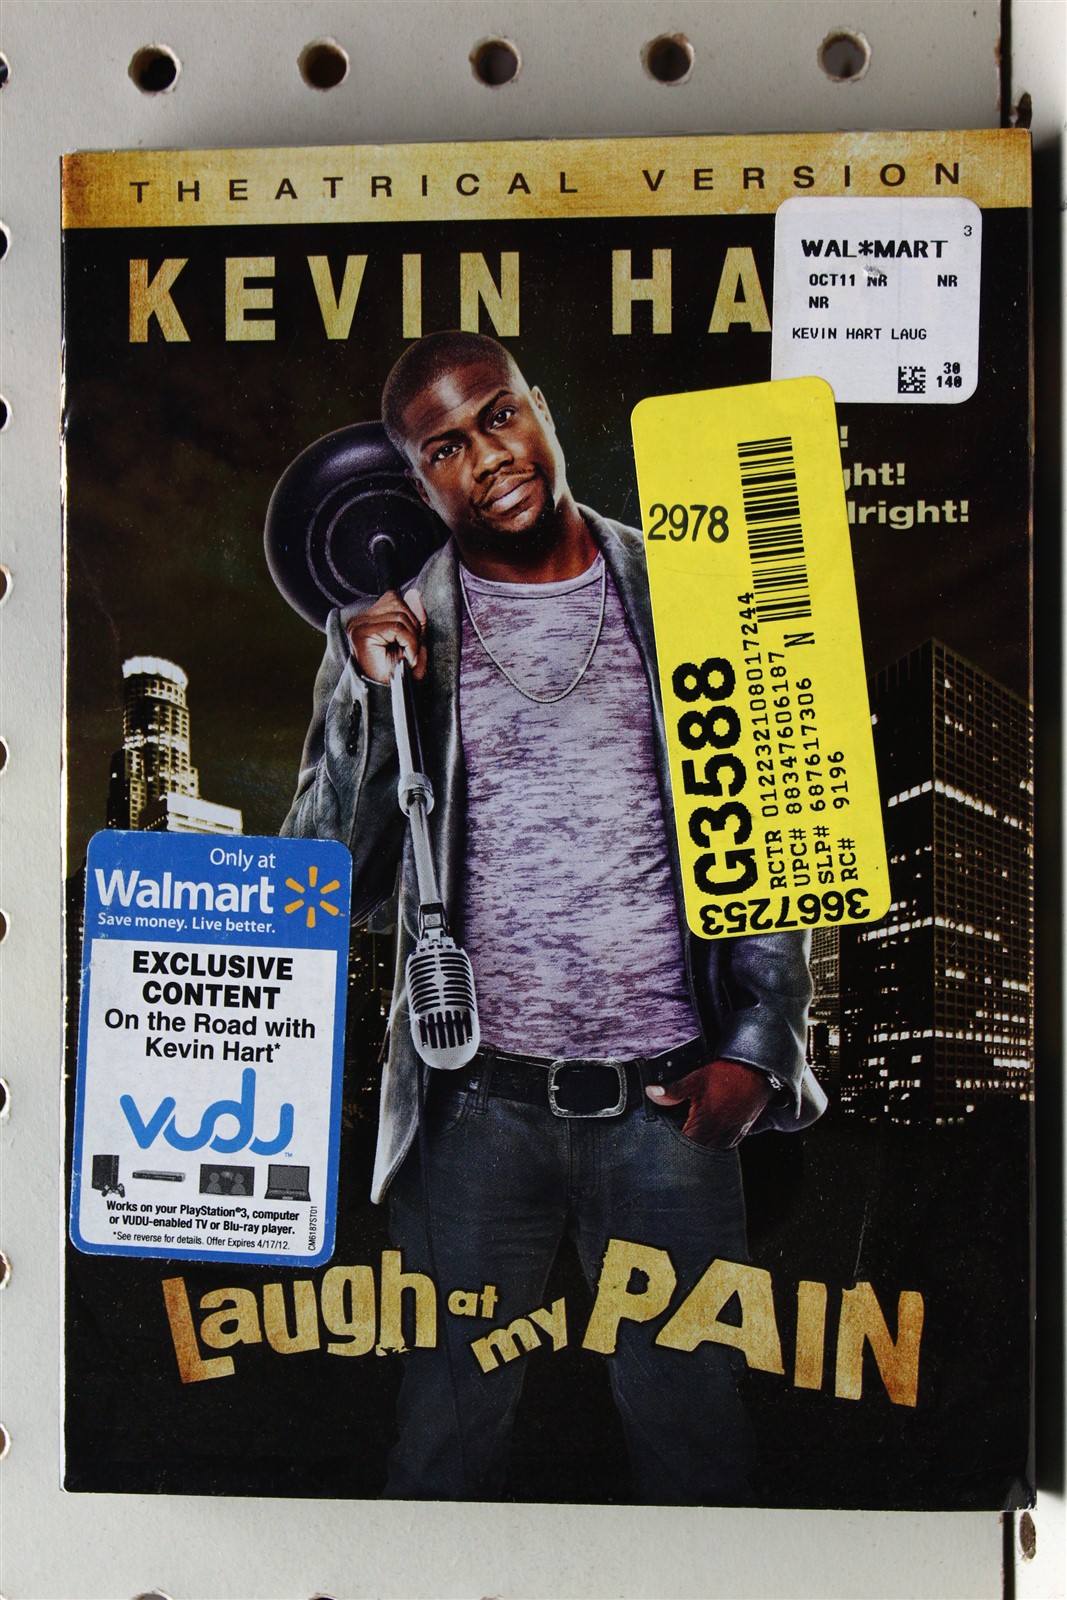 THEATRICAL VERSION
KEVIN HA
WAL*MART
3
OCT11 NR NR
NR
KEVIN HART LAUG
30
140
!
ght!
lright!
2978
G3588
RCTR 012232108017244
UPC# 88347606187
SLP# 687617306 N
RC# 9196
3667253
398
Only at
Walmart
Save money. Live better.
EXCLUSIVE
CONTENT
On the Road with
Kevin Hart*
vudu
TM
Works on your PlayStation®3, computer
or VUDU-enabled TV or Blu-ray player.
*See reverse for details. Offer Expires 4/17/12.
CM6187ST01
Laugh at my PAIN